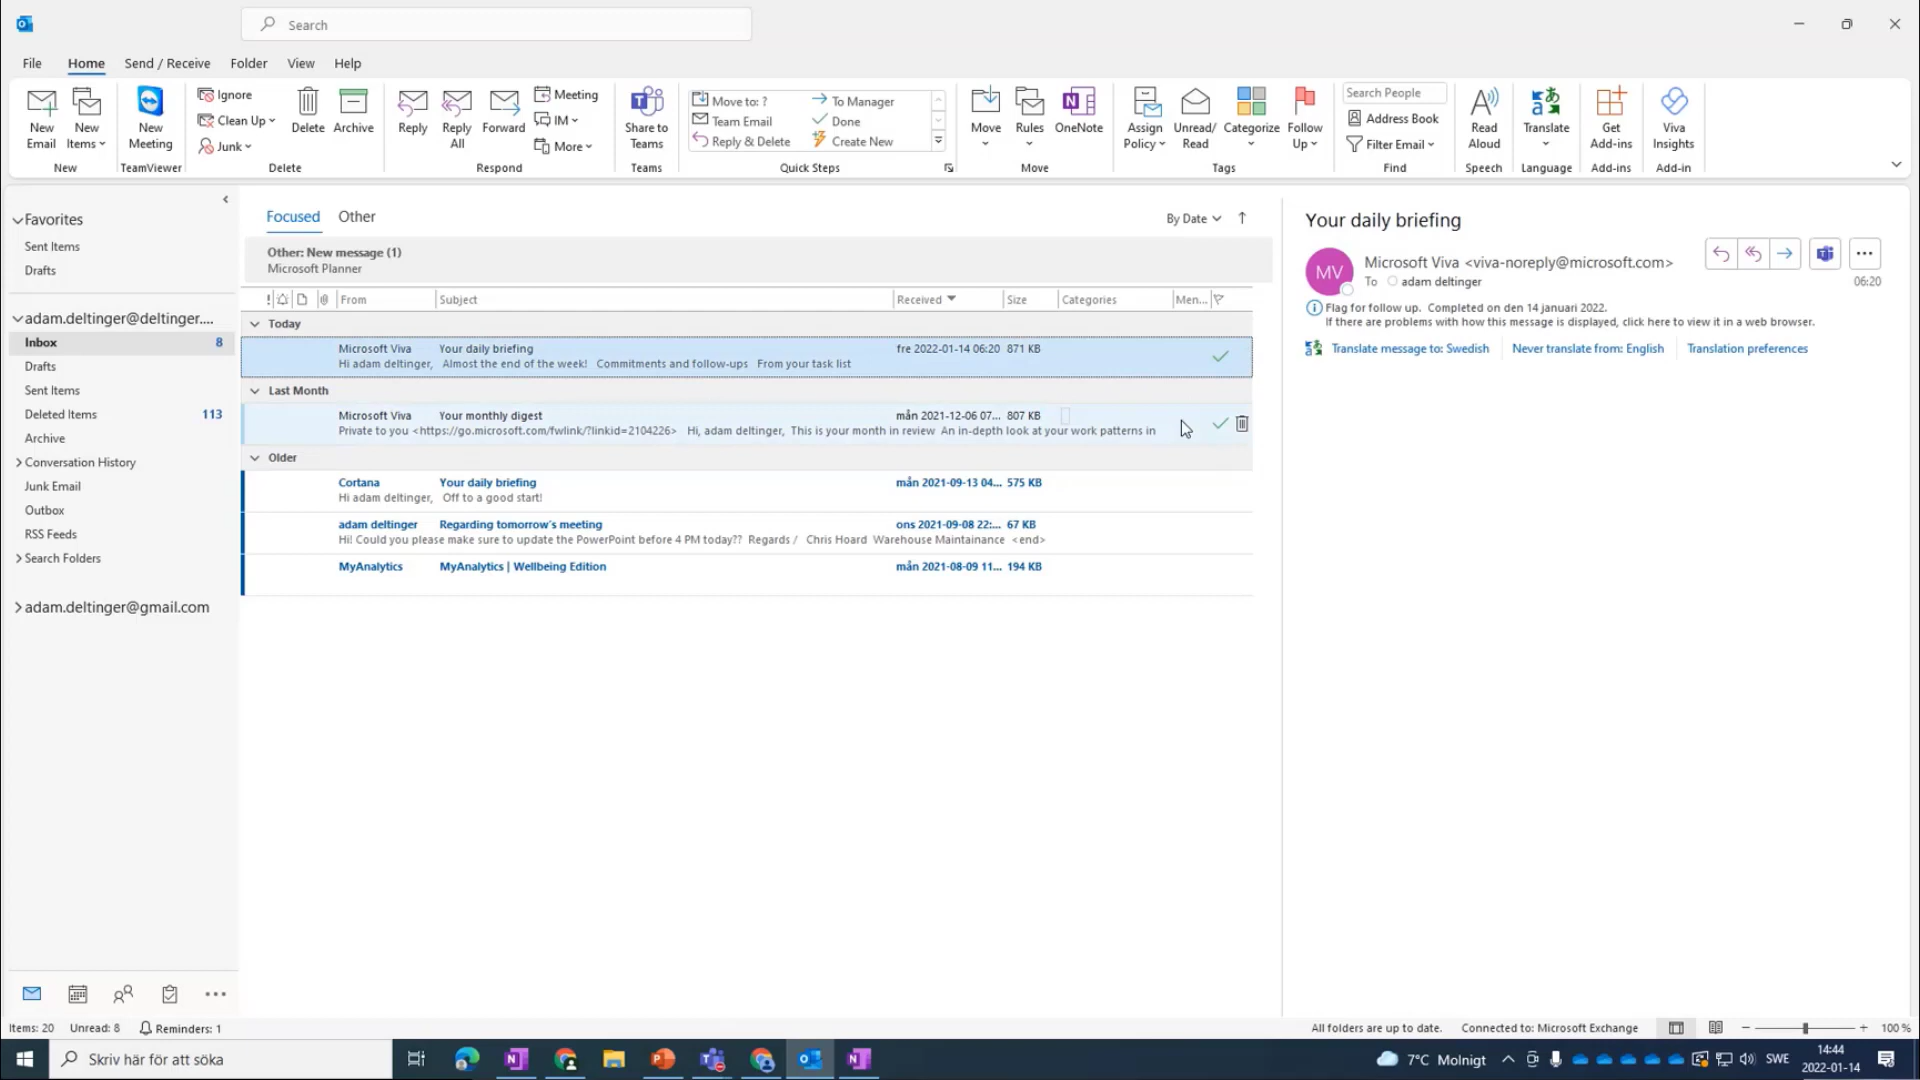 Search
File Home Send / Receive Folder View Help
New Email
New Items
New
New Meeting
TeamViewer
Ignore
Clean Up
Junk
Delete
Archive
Delete
Reply
Reply All
Forward
Meeting
IM
More
Respond
Share to Teams
Teams
Move to: ?
Team Email
Reply & Delete
To Manager
Done
Create New
Quick Steps
Move
Rules
OneNote
Move
Assign Policy
Unread/ Read
Categorize
Follow Up
Tags
Search People
Address Book
Filter Email
Find
Read Aloud
Speech
Translate
Language
Get Add-ins
Add-ins
Viva Insights
Add-in
Favorites
Sent Items
Drafts
adam.deltinger@deltinger....
Inbox 8
Drafts
Sent Items
Deleted Items 113
Archive
Conversation History
Junk Email
Outbox
RSS Feeds
Search Folders
adam.deltinger@gmail.com
Focused Other
By Date
Other: New message (1)
Microsoft Planner
! From Subject Received Size Categories Men...
Today
Microsoft Viva Your daily briefing fre 2022-01-14 06:20 871 KB
Hi adam deltinger, Almost the end of the week! Commitments and follow-ups From your task list
Last Month
Microsoft Viva Your monthly digest mån 2021-12-06 07... 807 KB
Private to you <https://go.microsoft.com/fwlink/?linkid=2104226> Hi, adam deltinger, This is your month in review An in-depth look at your work patterns in
Older
Cortana Your daily briefing mån 2021-09-13 04... 575 KB
Hi adam deltinger, Off to a good start!
adam deltinger Regarding tomorrow's meeting ons 2021-09-08 22:... 67 KB
Hi! Could you please make sure to update the PowerPoint before 4 PM today?? Regards / Chris Hoard Warehouse Maintainance <end>
MyAnalytics MyAnalytics | Wellbeing Edition mån 2021-08-09 11... 194 KB
Your daily briefing
MV
Microsoft Viva <viva-noreply@microsoft.com>
To adam deltinger
06:20
Flag for follow up. Completed on den 14 januari 2022.
If there are problems with how this message is displayed, click here to view it in a web browser.
Translate message to: Swedish Never translate from: English Translation preferences
Items: 20 Unread: 8 Reminders: 1
All folders are up to date. Connected to: Microsoft Exchange 100 %
Skriv här för att söka
7°C Molnigt
SWE
14:44
2022-01-14